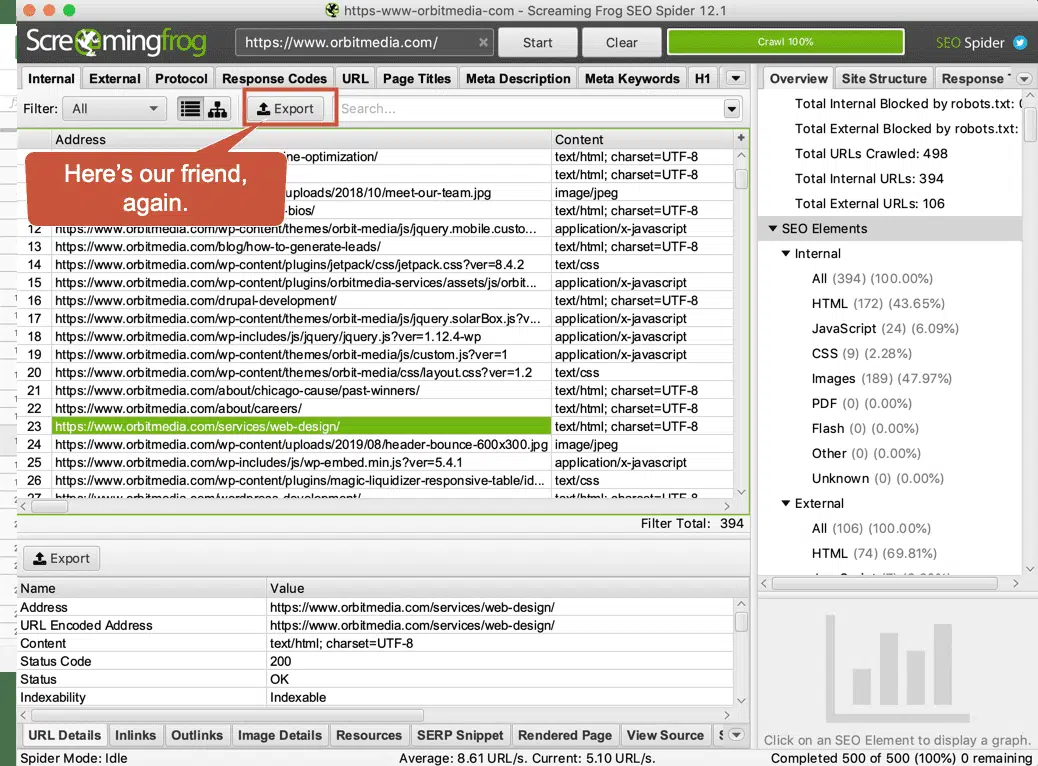 https-www-orbitmedia-com - Screaming Frog SEO Spider 12.1
Screamingfrog
https://www.orbitmedia.com/
Start
Clear
Crawl 100%
SEO Spider
Internal External Protocol Response Codes URL Page Titles Meta Description Meta Keywords H1
Filter: All
Export
Search...
Here's our friend,
again.
Address Content
ine-optimization/ text/html; charset=UTF-8
text/html; charset=UTF-8
uploads/2018/10/meet-our-team.jpg image/jpeg
-bios/ text/html; charset=UTF-8
12 https://www.orbitmedia.com/wp-content/themes/orbit-media/js/jquery.mobile.custo... application/x-javascript
13 https://www.orbitmedia.com/blog/how-to-generate-leads/ text/html; charset=UTF-8
14 https://www.orbitmedia.com/wp-content/plugins/jetpack/css/jetpack.css?ver=8.4.2 text/css
15 https://www.orbitmedia.com/wp-content/plugins/orbitmedia-services/assets/js/orbit... application/x-javascript
16 https://www.orbitmedia.com/drupal-development/ text/html; charset=UTF-8
17 https://www.orbitmedia.com/wp-content/themes/orbit-media/js/jquery.solarBox.js?v... application/x-javascript
18 https://www.orbitmedia.com/wp-includes/js/jquery/jquery.js?ver=1.12.4-wp application/x-javascript
19 https://www.orbitmedia.com/wp-content/themes/orbit-media/js/custom.js?ver=1 application/x-javascript
20 https://www.orbitmedia.com/wp-content/themes/orbit-media/css/layout.css?ver=1.2 text/css
21 https://www.orbitmedia.com/about/chicago-cause/past-winners/ text/html; charset=UTF-8
22 https://www.orbitmedia.com/about/careers/ text/html; charset=UTF-8
23 https://www.orbitmedia.com/services/web-design/ text/html; charset=UTF-8
24 https://www.orbitmedia.com/wp-content/uploads/2019/08/header-bounce-600x300.jpg image/jpeg
25 https://www.orbitmedia.com/wp-includes/js/wp-embed.min.js?ver=5.4.1 application/x-javascript
26 https://www.orbitmedia.com/wp-content/plugins/magic-liquidizer-responsive-table/id... text/css
27 https://www.orbitmedia.com/wordpress-development/ text/html; charset=UTF-8
Filter Total: 394
Export
Name Value
Address https://www.orbitmedia.com/services/web-design/
URL Encoded Address https://www.orbitmedia.com/services/web-design/
Content text/html; charset=UTF-8
Status Code 200
Status OK
Indexability Indexable
URL Details Inlinks Outlinks Image Details Resources SERP Snippet Rendered Page View Source
Overview Site Structure Response
Total Internal Blocked by robots.txt:
Total External Blocked by robots.txt:
Total URLs Crawled: 498
Total Internal URLs: 394
Total External URLs: 106
SEO Elements
Internal
All (394) (100.00%)
HTML (172) (43.65%)
JavaScript (24) (6.09%)
CSS (9) (2.28%)
Images (189) (47.97%)
PDF (0) (0.00%)
Flash (0) (0.00%)
Other (0) (0.00%)
Unknown (0) (0.00%)
External
All (106) (100.00%)
HTML (74) (69.81%)
Click on an SEO Element to display a graph.
Spider Mode: Idle
Average: 8.61 URL/s. Current: 5.10 URL/s.
Completed 500 of 500 (100%) 0 remaining